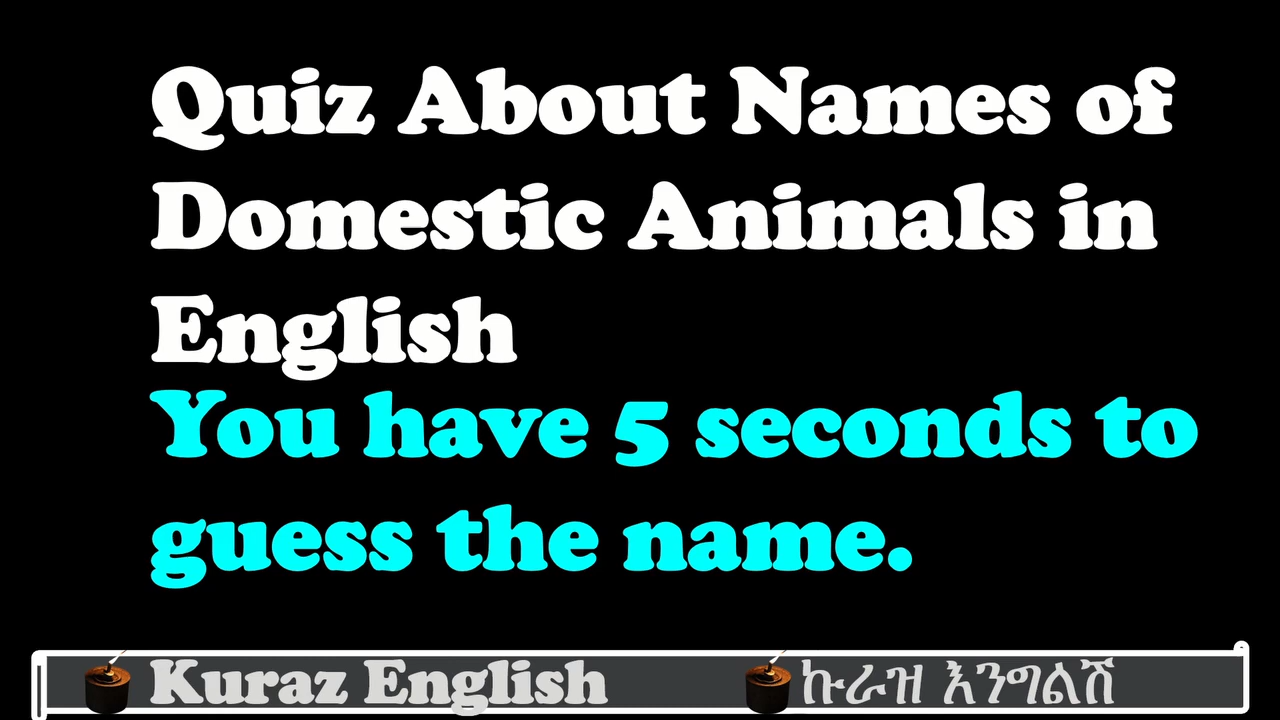 Quiz About Names of
Domestic Animals in
English
You have 5 seconds to
guess the name.
Kuraz English ኩራዝ እንግልሽ